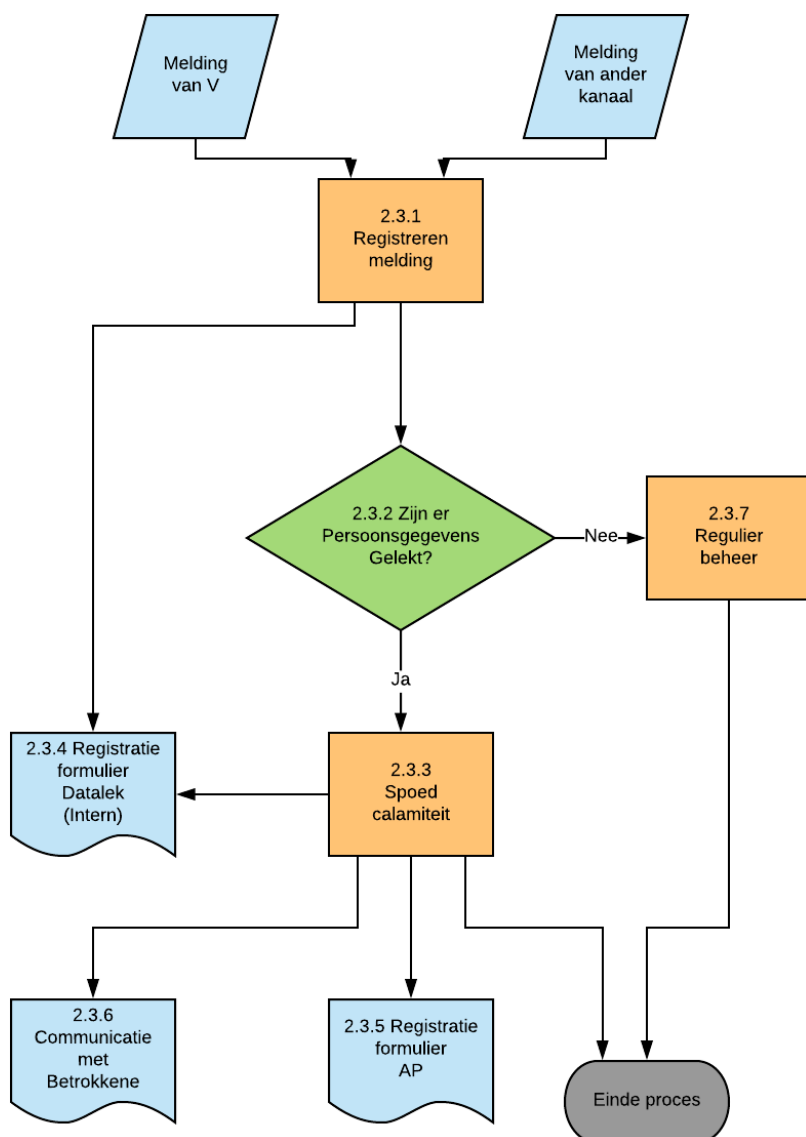 Melding
van V
Melding
van ander
kanaal
2.3.1
Registreren
melding
2.3.2 Zijn er
Persoonsgegevens
Gelekt?
Nee
2.3.7
Regulier
beheer
Ja
2.3.4 Registratie
formulier
Datalek
(Intern)
2.3.3
Spoed
calamiteit
2.3.6
Communicatie
met
Betrokkene
2.3.5 Registratie
formulier
AP
Einde proces